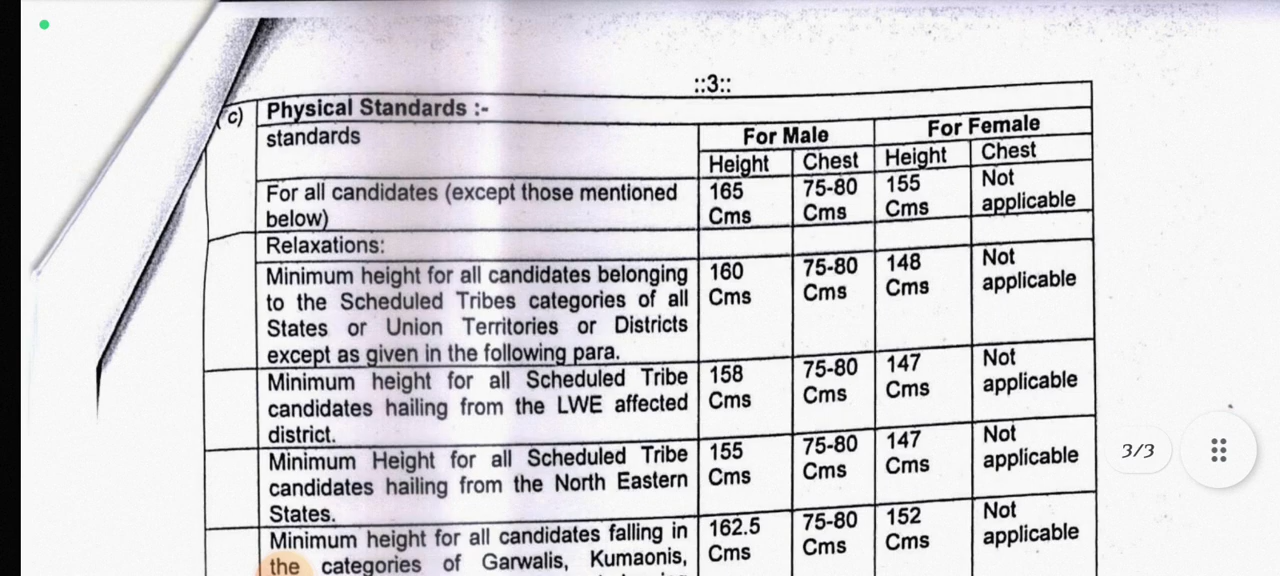 ::3::
(c) Physical Standards :-
standards For Male For Female
Height Chest Height Chest
For all candidates (except those mentioned below) 165 Cms 75-80 Cms 155 Cms Not applicable
Relaxations:
Minimum height for all candidates belonging
to the Scheduled Tribes categories of all
States or Union Territories or Districts
except as given in the following para.
160 Cms 75-80 Cms 148 Cms Not applicable
Minimum height for all Scheduled Tribe
candidates hailing from the LWE affected
district.
158 Cms 75-80 Cms 147 Cms Not applicable
Minimum Height for all Scheduled Tribe
candidates hailing from the North Eastern
States.
155 Cms 75-80 Cms 147 Cms Not applicable
Minimum height for all candidates falling in
the categories of Garwalis, Kumaonis,
162.5 Cms 75-80 Cms 152 Cms Not applicable
3/3